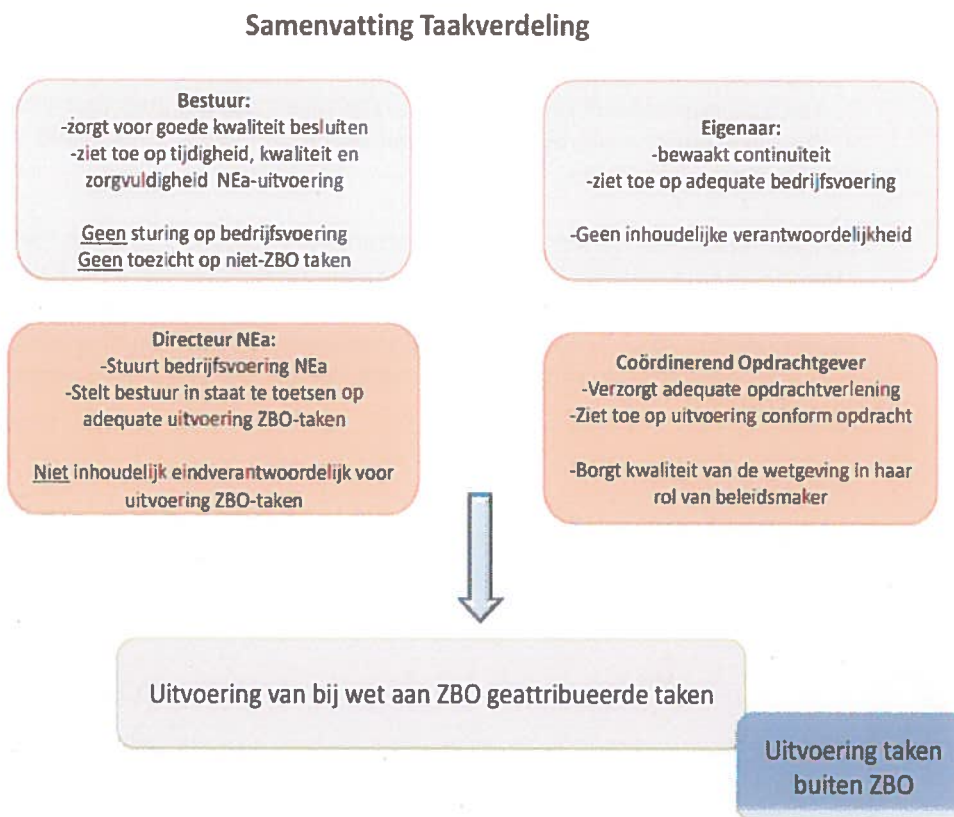 Samenvatting Taakverdeling
Bestuur:
-zorgt voor goede kwaliteit besluiten
-ziet toe op tijdigheid, kwaliteit en
zorgvuldigheid NEa-uitvoering
Geen sturing op bedrijfsvoering
Geen toezicht op niet-ZBO taken
Eigenaar:
-bewaakt continuiteit
-ziet toe op adequate bedrijfsvoering
-Geen inhoudelijke verantwoordelijkheid
Directeur NEa:
-Stuurt bedrijfsvoering NEa
-Stelt bestuur in staat te toetsen op
adequate uitvoering ZBO-taken
Niet inhoudelijk eindverantwoordelijk voor
uitvoering ZBO-taken
Coördinerend Opdrachtgever
-Verzorgt adequate opdrachtverlening
-Ziet toe op uitvoering conform opdracht
-Borgt kwaliteit van de wetgeving in haar
rol van beleidsmaker
Uitvoering van bij wet aan ZBO geattribueerde taken
Uitvoering taken
buiten ZBO